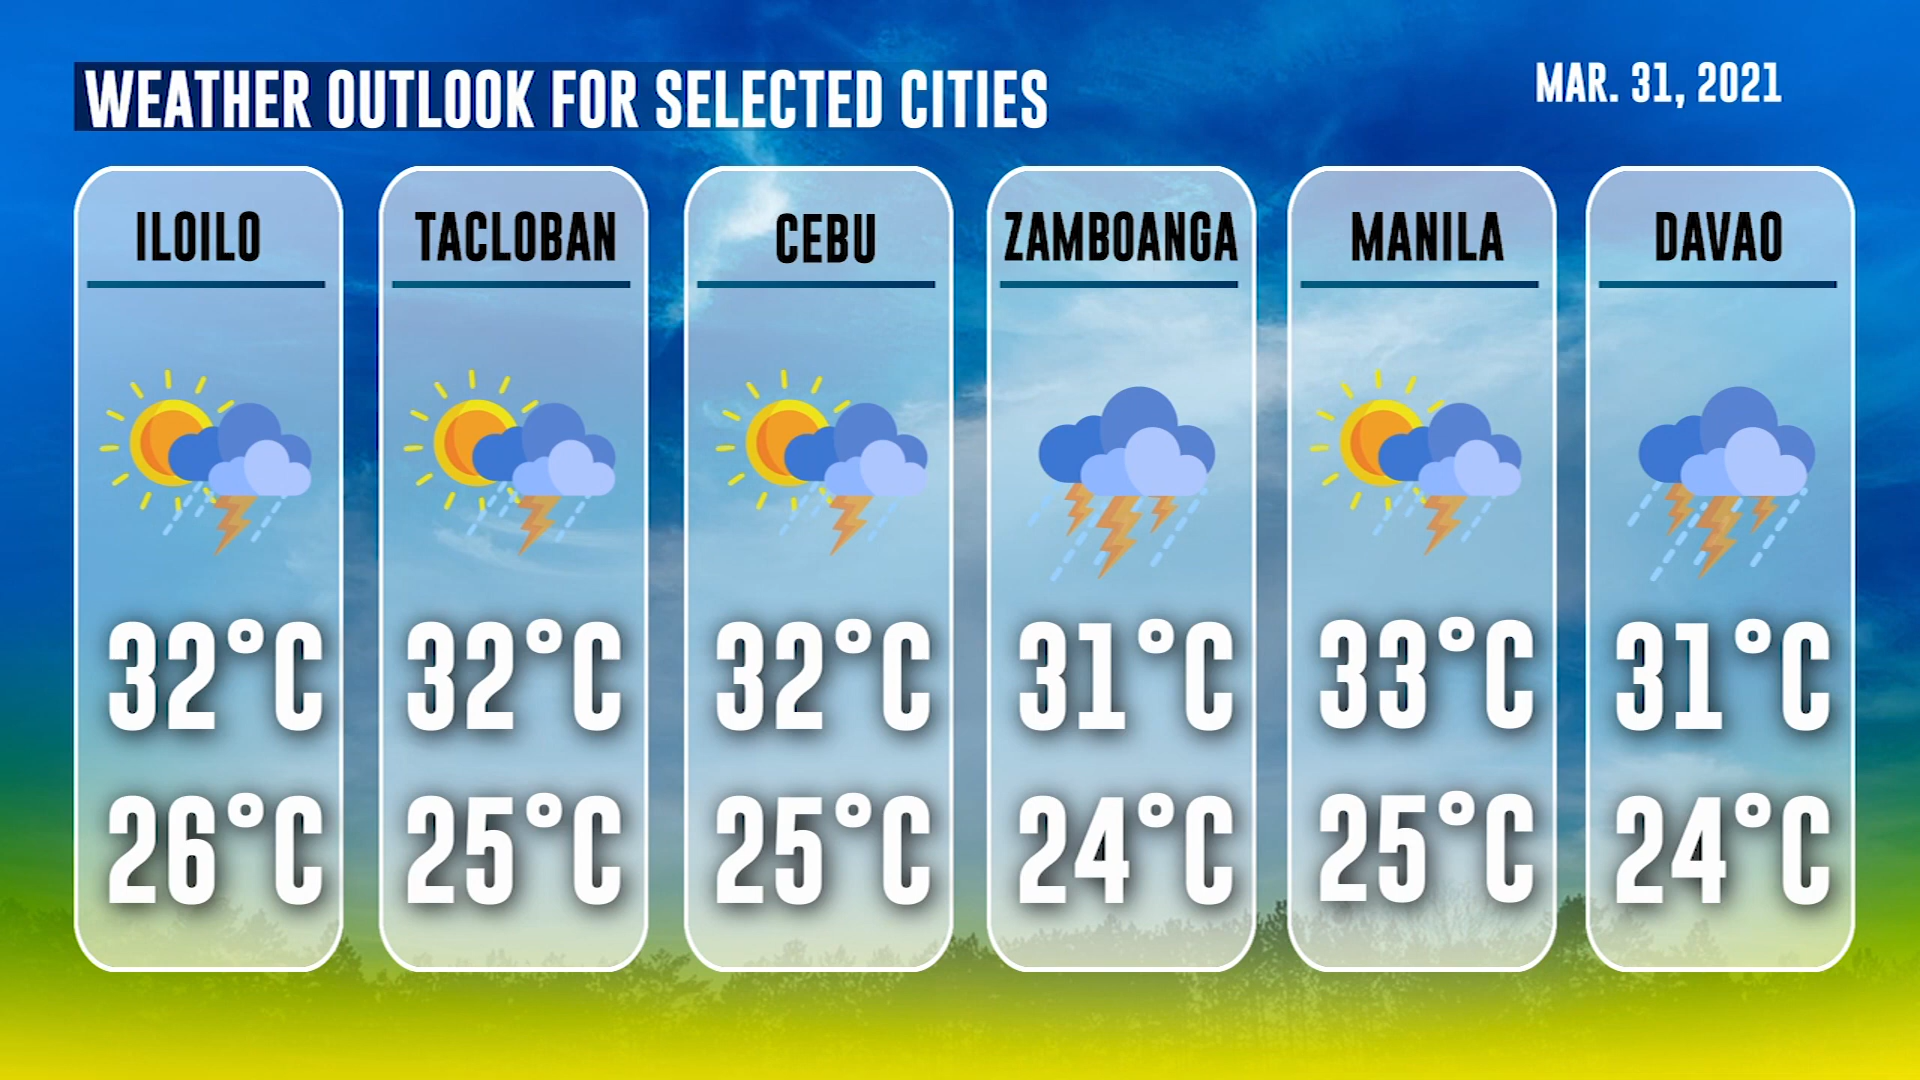 WEATHER OUTLOOK FOR SELECTED CITIES
MAR. 31, 2021
ILOILO
32°C
26°C
TACLOBAN
32°C
25°C
CEBU
32°C
25°C
ZAMBOANGA
31°C
24°C
MANILA
33°C
25°C
DAVAO
31°C
24°C